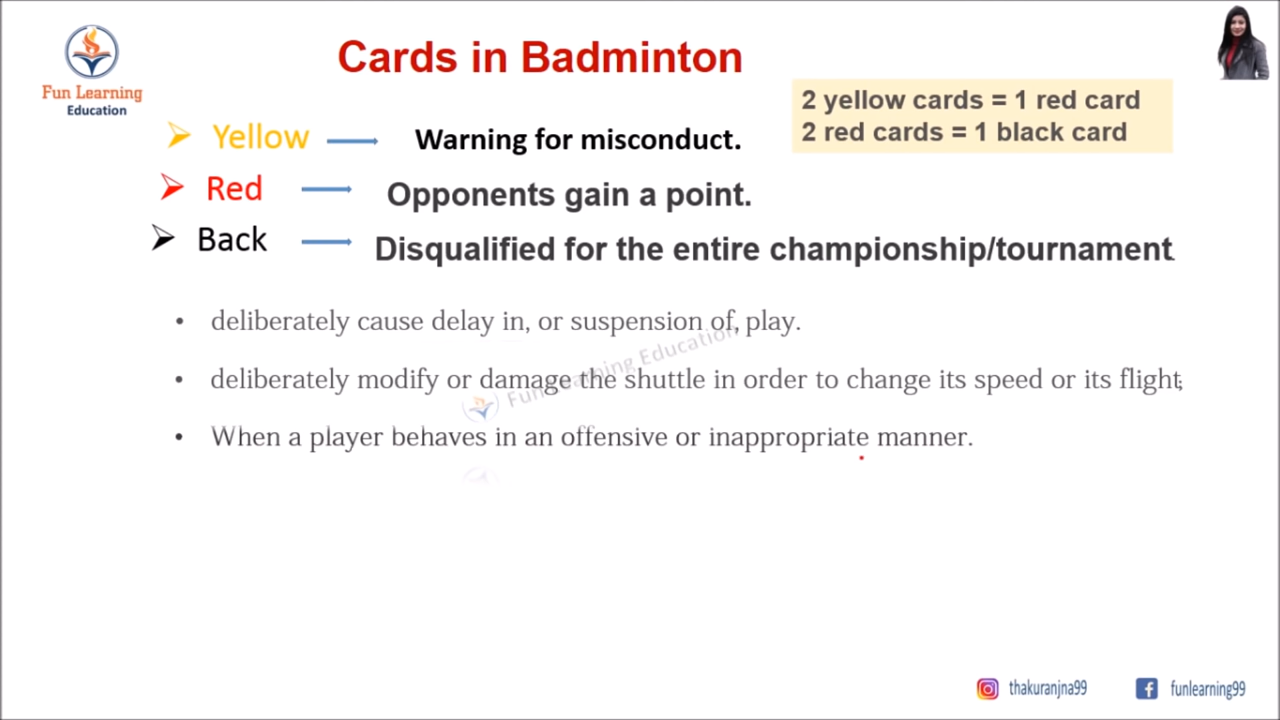 Cards in Badminton
Fun Learning
Education
2 yellow cards = 1 red card
2 red cards = 1 black card
Yellow Warning for misconduct.
Red Opponents gain a point.
Back Disqualified for the entire championship/tournament.
• deliberately cause delay in, or suspension of, play.
• deliberately modify or damage the shuttle in order to change its speed or its flight;
• When a player behaves in an offensive or inappropriate manner.
Fun Learning Education
thakuranjna99
funlearning99